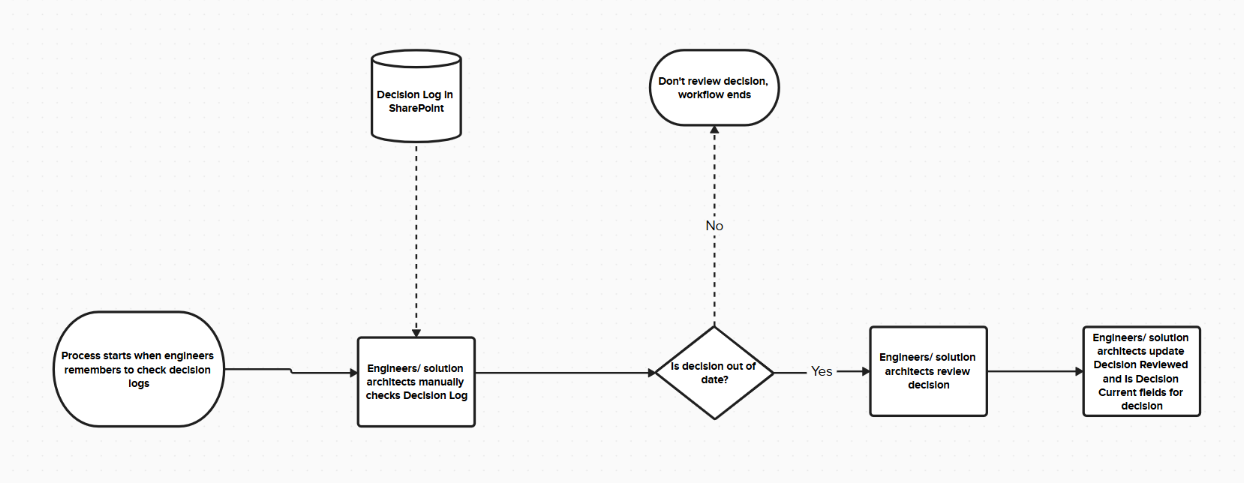 Decision Log in
SharePoint
Don't review decision,
workflow ends
No
Process starts when engineers
remembers to check decision
logs
Engineers/ solution
architects manually
checks Decision Log
Is decision out of
date?
Yes
Engineers/ solution
architects review
decision
Engineers/ solution
architects update
Decision Reviewed
and Is Decision
Current fields for
decision